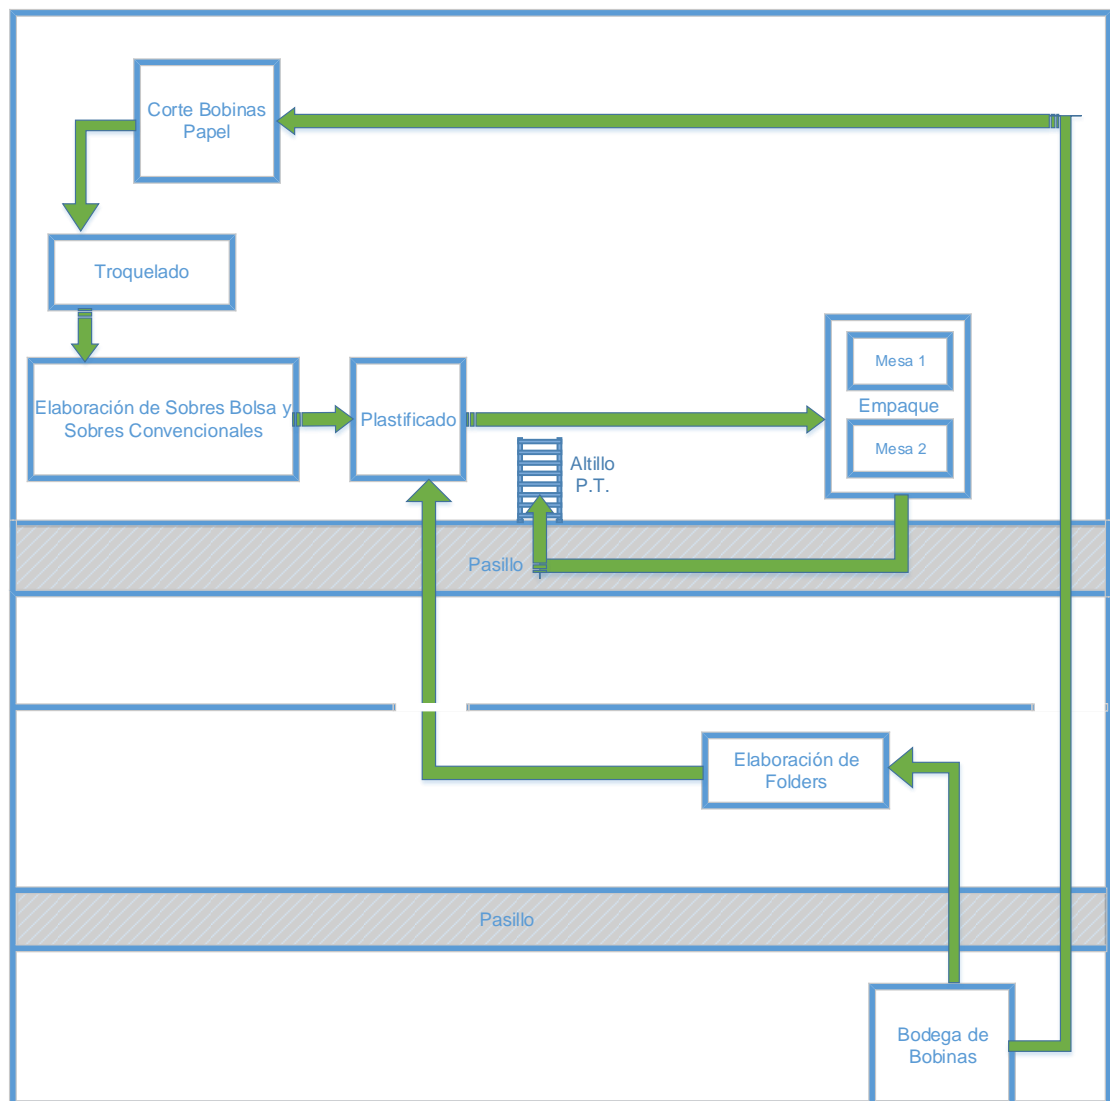 Corte Bobinas
Papel
Troquelado
Elaboración de Sobres Bolsa y
Sobres Convencionales
Plastificado
Mesa 1
Empaque
Mesa 2
Altillo
P.T.
Pasillo
Elaboración de
Folders
Pasillo
Bodega de
Bobinas